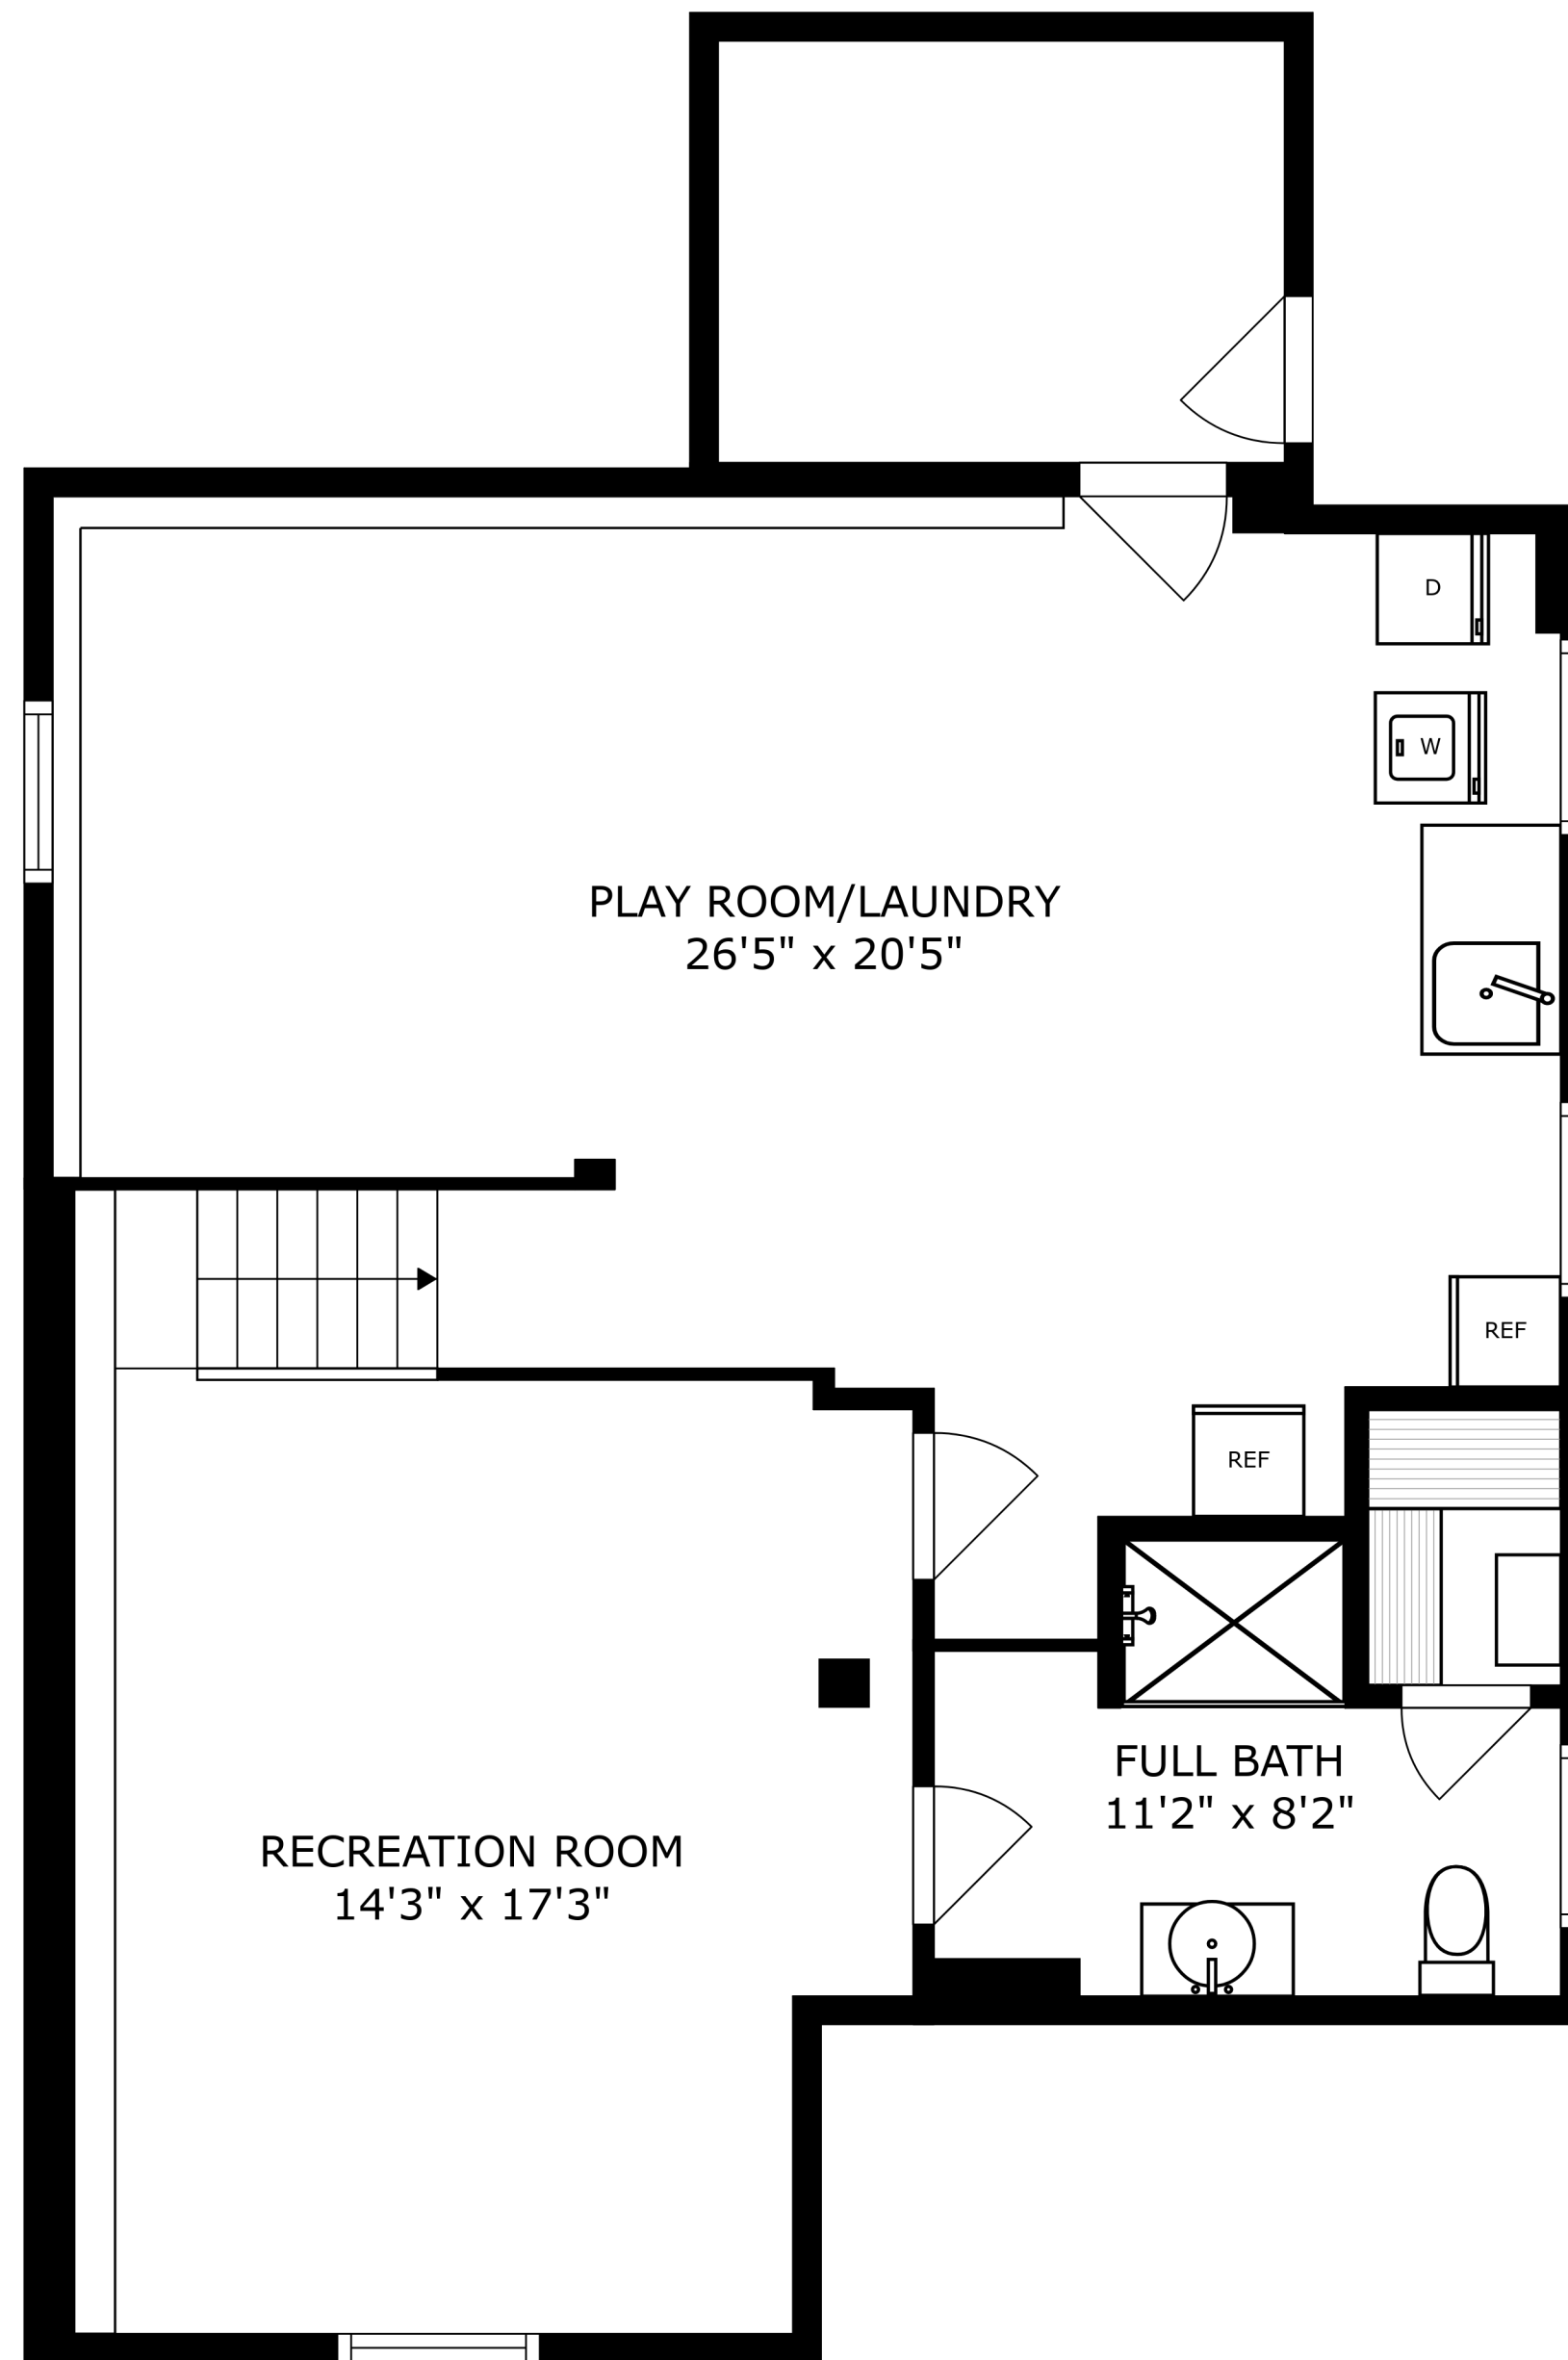 D
W
PLAY ROOM/LAUNDRY
26'5" x 20'5"
REF
REF
FULL BATH
11'2" x 8'2"
RECREATION ROOM
14'3" x 17'3"